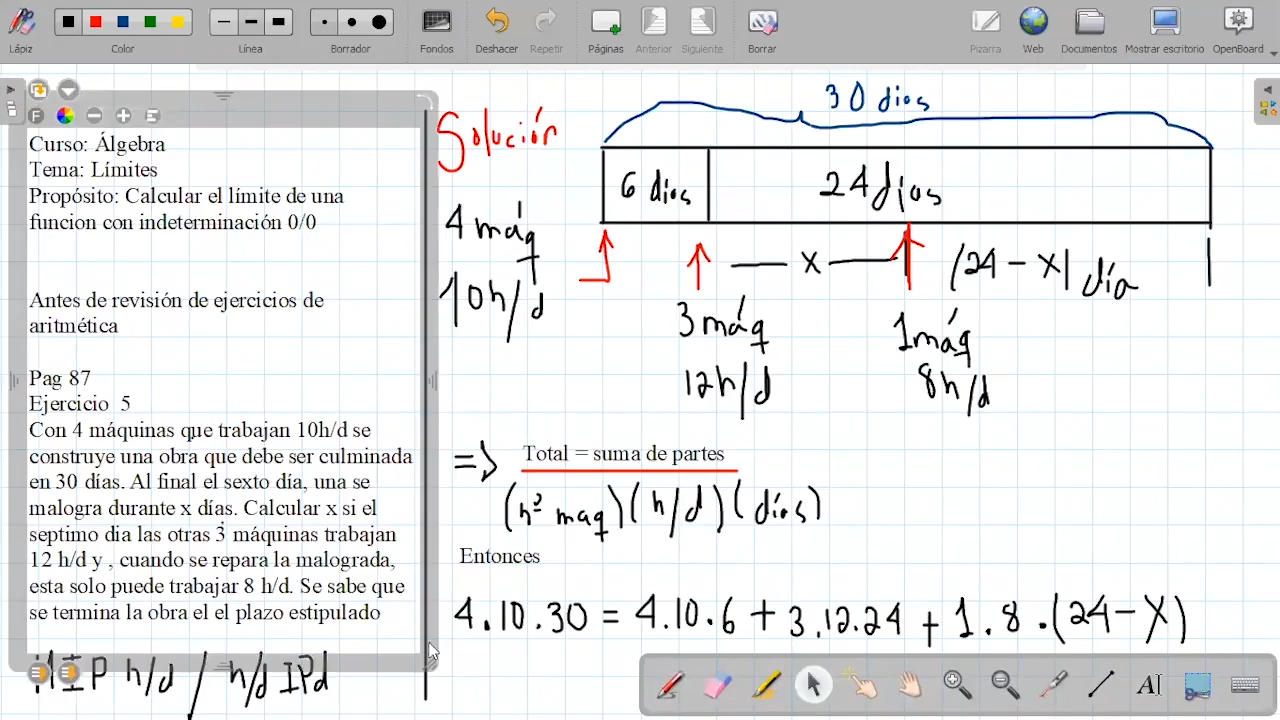 Lápiz
Color
Línea
Borrador
Fondos
Deshacer
Repetir
Páginas
Anterior
Siguiente
Borrar
Pizarra
Web
Documentos
Mostrar escritorio
OpenBoard
Curso: Álgebra
Tema: Límites
Propósito: Calcular el límite de una
funcion con indeterminación 0/0
Antes de revisión de ejercicios de
aritmética
Pag 87
Ejercicio 5
Con 4 máquinas que trabajan 10h/d se
construye una obra que debe ser culminada
en 30 días. Al final el sexto día, una se
malogra durante x días. Calcular x si el
septimo dia las otras 3 máquinas trabajan
12 h/d y , cuando se repara la malograda,
esta solo puede trabajar 8 h/d. Se sabe que
se termina la obra el el plazo estipulado
IP h/d / h/d IPd
Solución
4 máq
10h/d
30 dias
6 dias
24 días
x
(24 - x) día
3 máq
12h/d
1 máq
8h/d
=> Total = suma de partes
(nº maq)(h/d)(días)
Entonces
4.10.30 = 4.10.6 + 3.12.24 + 1.8.(24-x)